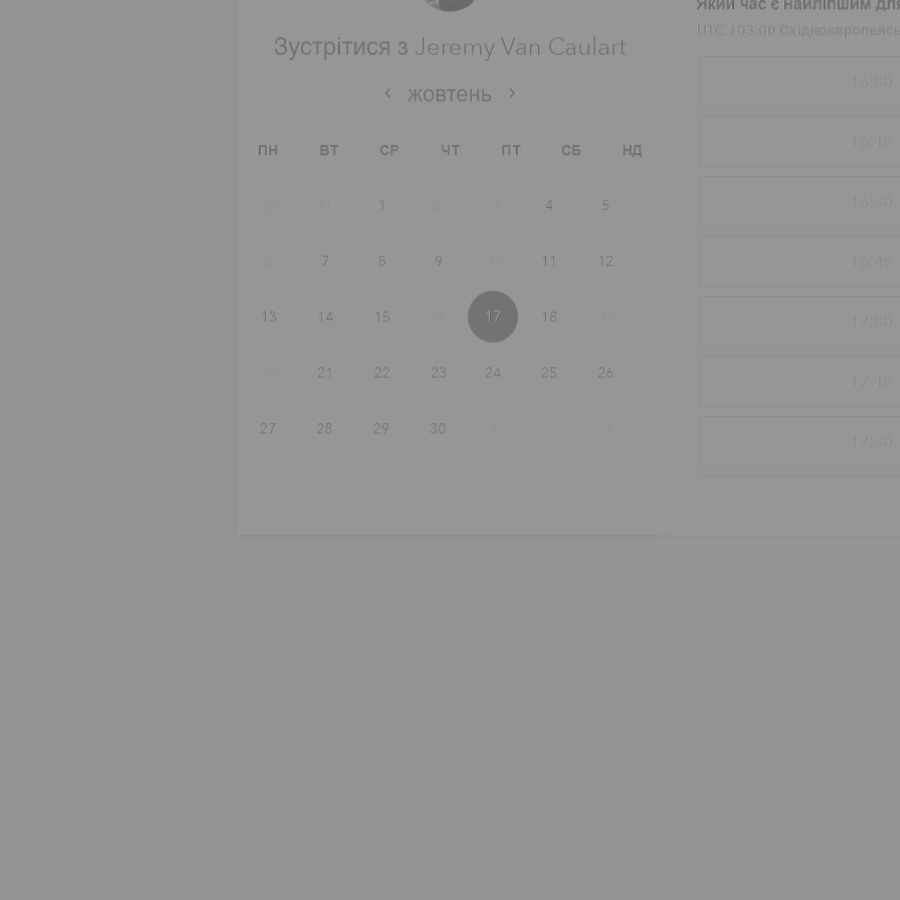 Зустрітися з Jeremy Van Caulart
< жовтень >
ПН ВТ СР ЧТ ПТ СБ НД
30 31 1 2 3 4 5
6 7 8 9 10 11 12
13 14 15 16 17 18 19
20 21 22 23 24 25 26
27 28 29 30 1 2 3
Який час є найліпшим для
UTC +03:00 Східноєвропейсь
16:00
16:15
16:30
16:45
17:00
17:15
17:30